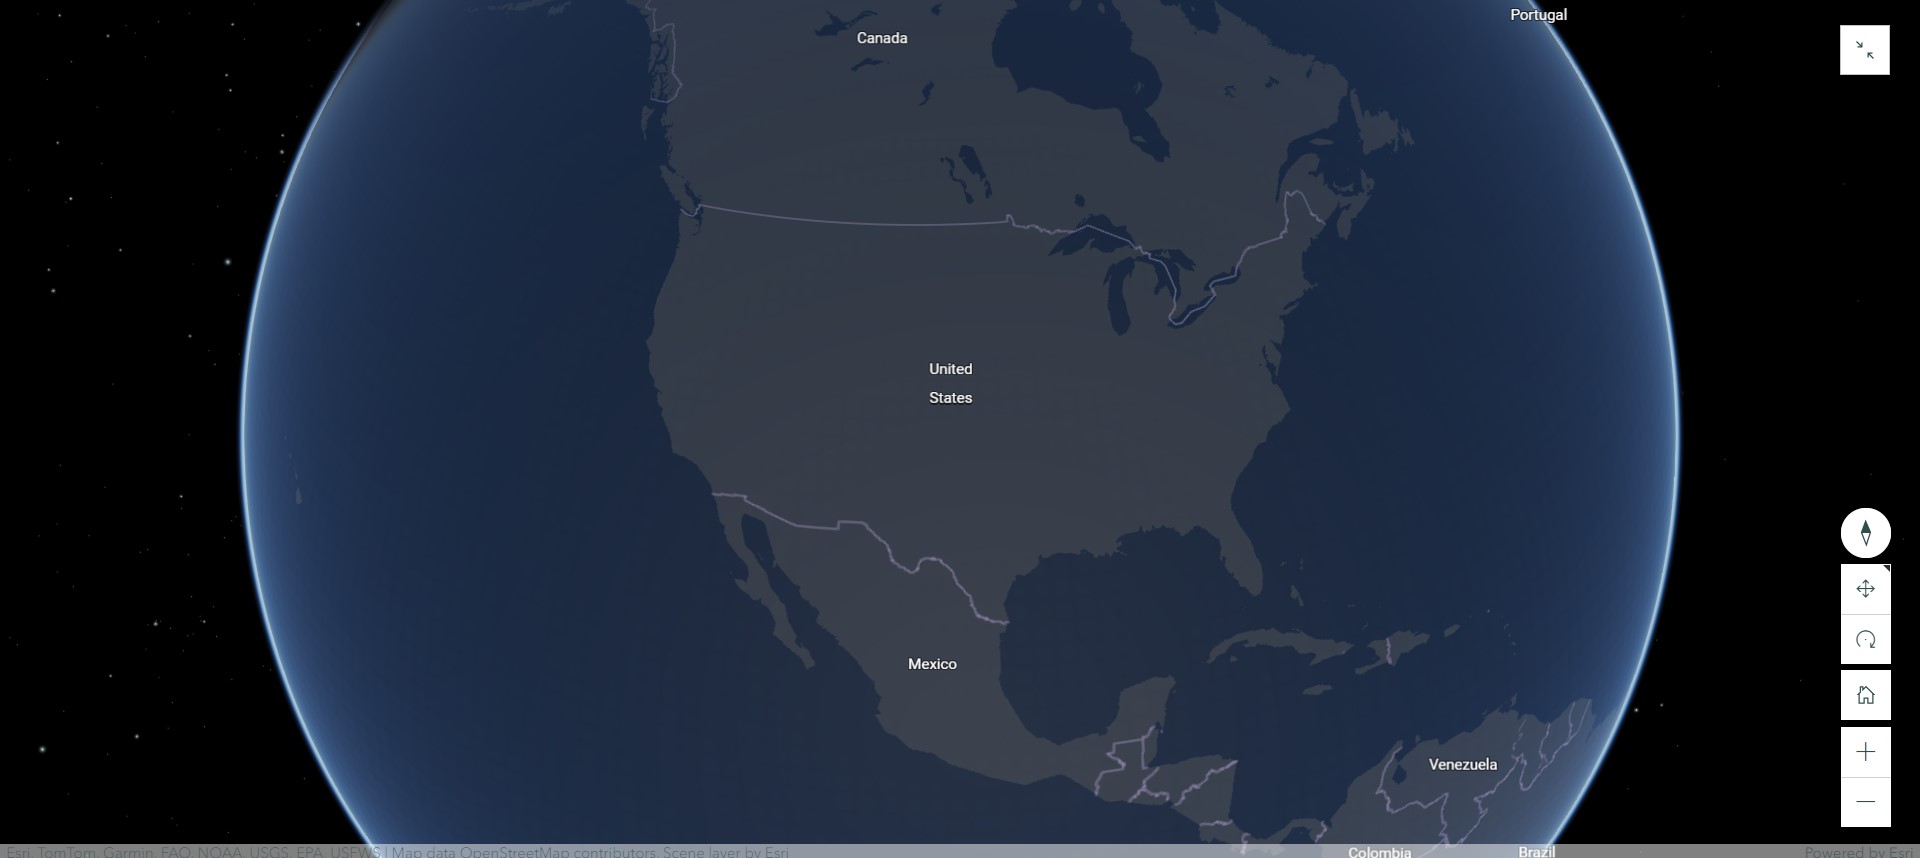 Portugal
Canada
United
States
Mexico
Venezuela
Colombia
Brazil
Esri, TomTom, Garmin, FAO, NOAA, USGS, EPA, USFWS | Map data OpenStreetMap contributors, Scene layer by Esri
Powered by Esri